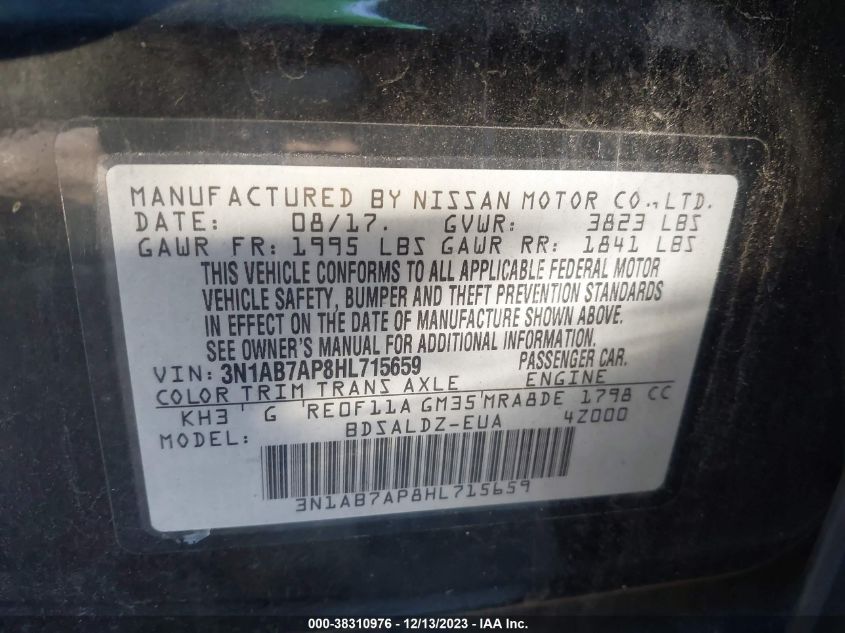 MANUFACTURED BY NISSAN MOTOR CO., LTD.
DATE: 08/17. GVWR: 3823 LBS
GAWR FR: 1995 LBS GAWR RR: 1841 LBS
THIS VEHICLE CONFORMS TO ALL APPLICABLE FEDERAL MOTOR
VEHICLE SAFETY, BUMPER AND THEFT PREVENTION STANDARDS
IN EFFECT ON THE DATE OF MANUFACTURE SHOWN ABOVE.
SEE OWNER'S MANUAL FOR ADDITIONAL INFORMATION.
VIN: 3N1AB7AP8HL715659 PASSENGER CAR.
COLOR TRIM TRANS AXLE ENGINE
KH3 G RE0F11A GM35 MRA8DE 1798 CC
MODEL: BDSALDZ-EUA 4Z000
3N1AB7AP8HL715659
000-38310976 - 12/13/2023 - IAA Inc.